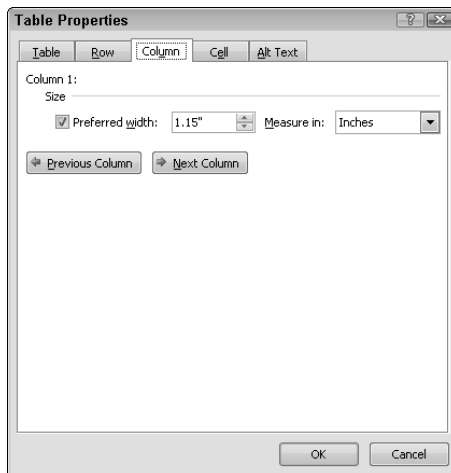 Table Properties
Table Row Column Cell Alt Text
Column 1:
Size
Preferred width: 1.15" Measure in: Inches
Previous Column Next Column
OK Cancel